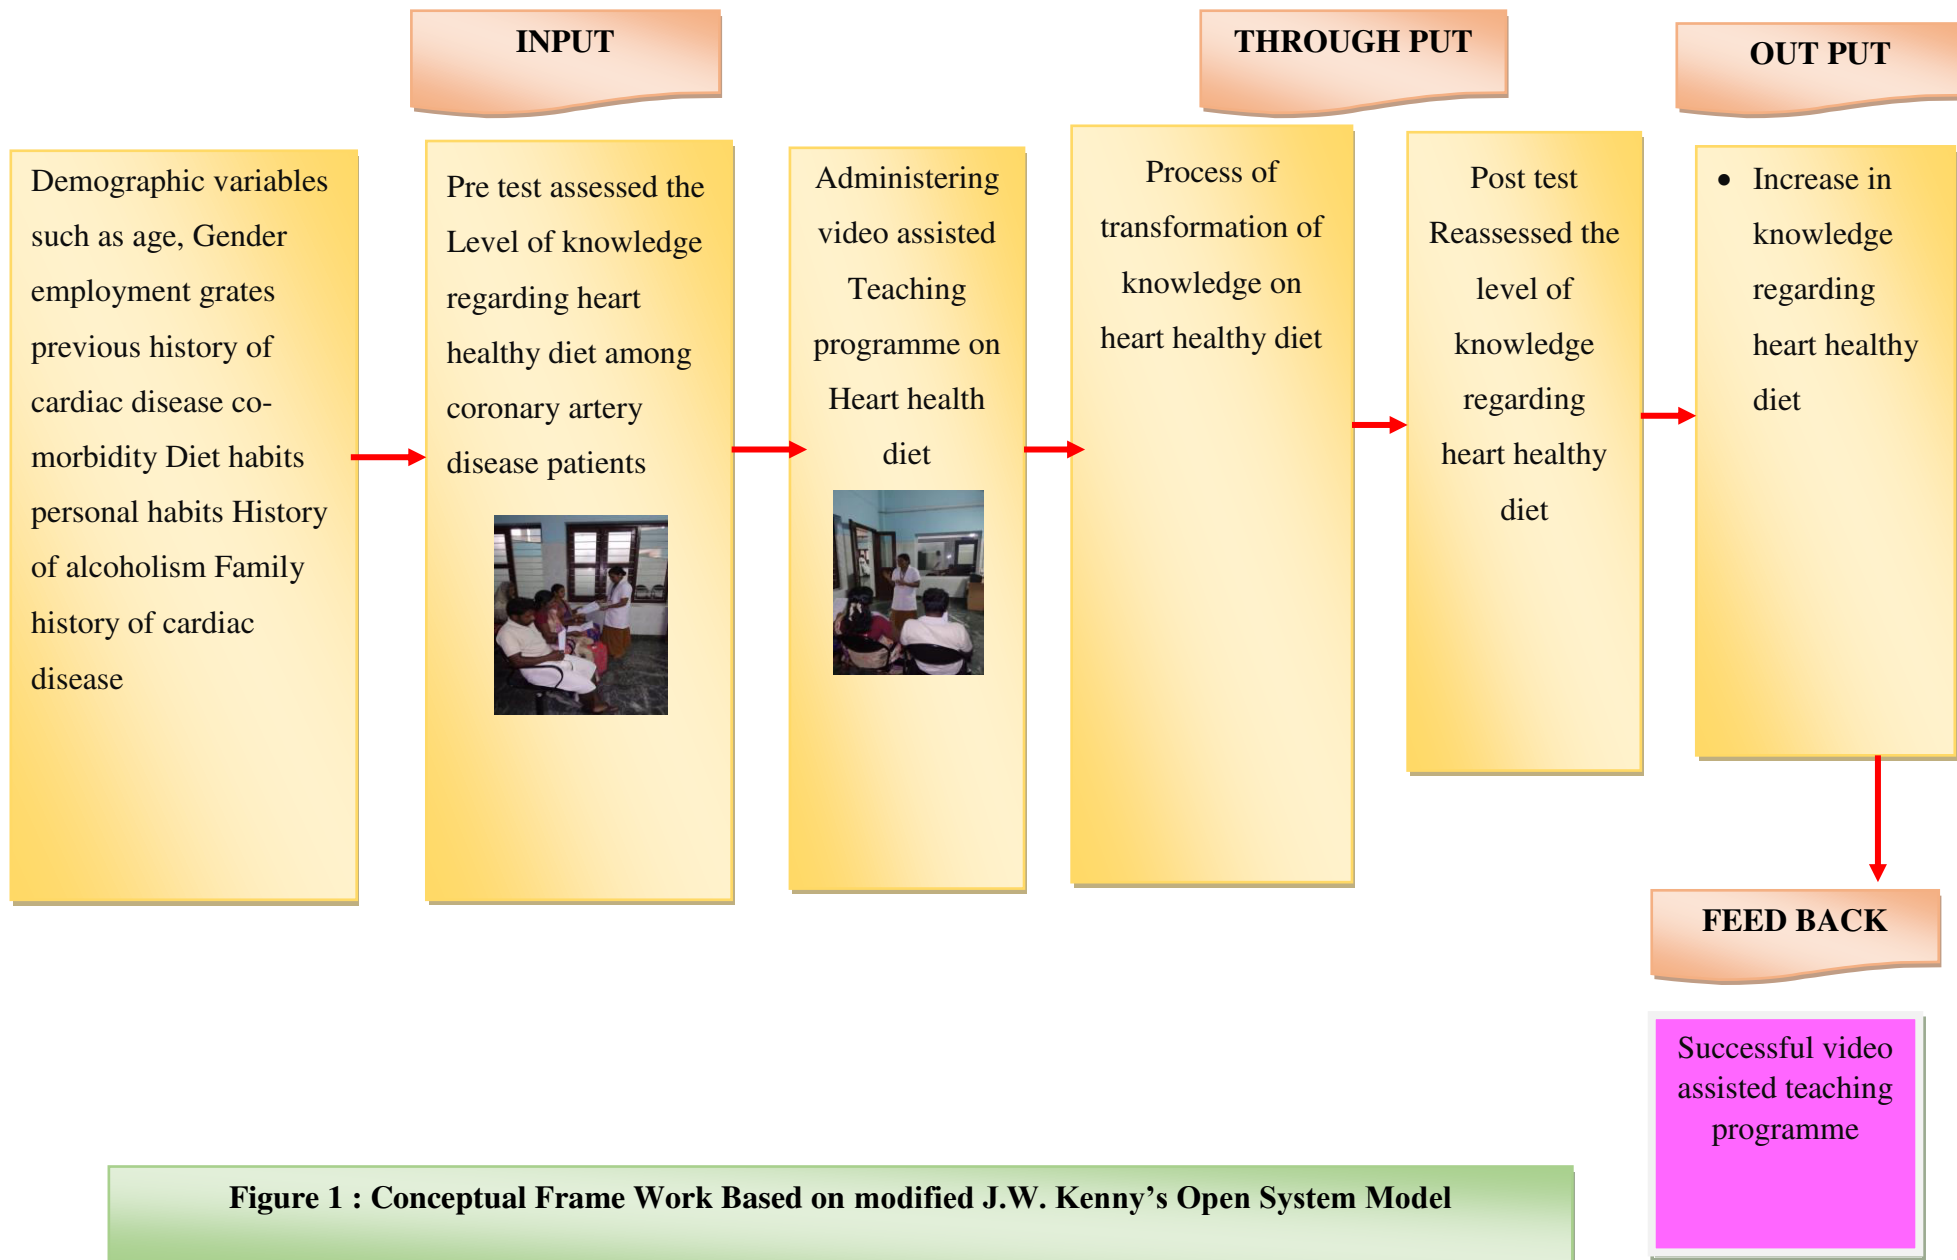 INPUT
THROUGH PUT
OUT PUT
Demographic variables
such as age, Gender
employment grates
previous history of
cardiac disease co-
morbidity Diet habits
personal habits History
of alcoholism Family
history of cardiac
disease
Pre test assessed the
Level of knowledge
regarding heart
healthy diet among
coronary artery
disease patients
Administering
video assisted
Teaching
programme on
Heart health
diet
Process of
transformation of
knowledge on
heart healthy diet
Post test
Reassessed the
level of
knowledge
regarding
heart healthy
diet
• Increase in
knowledge
regarding
heart healthy
diet
FEED BACK
Successful video
assisted teaching
programme
Figure 1 : Conceptual Frame Work Based on modified J.W. Kenny’s Open System Model